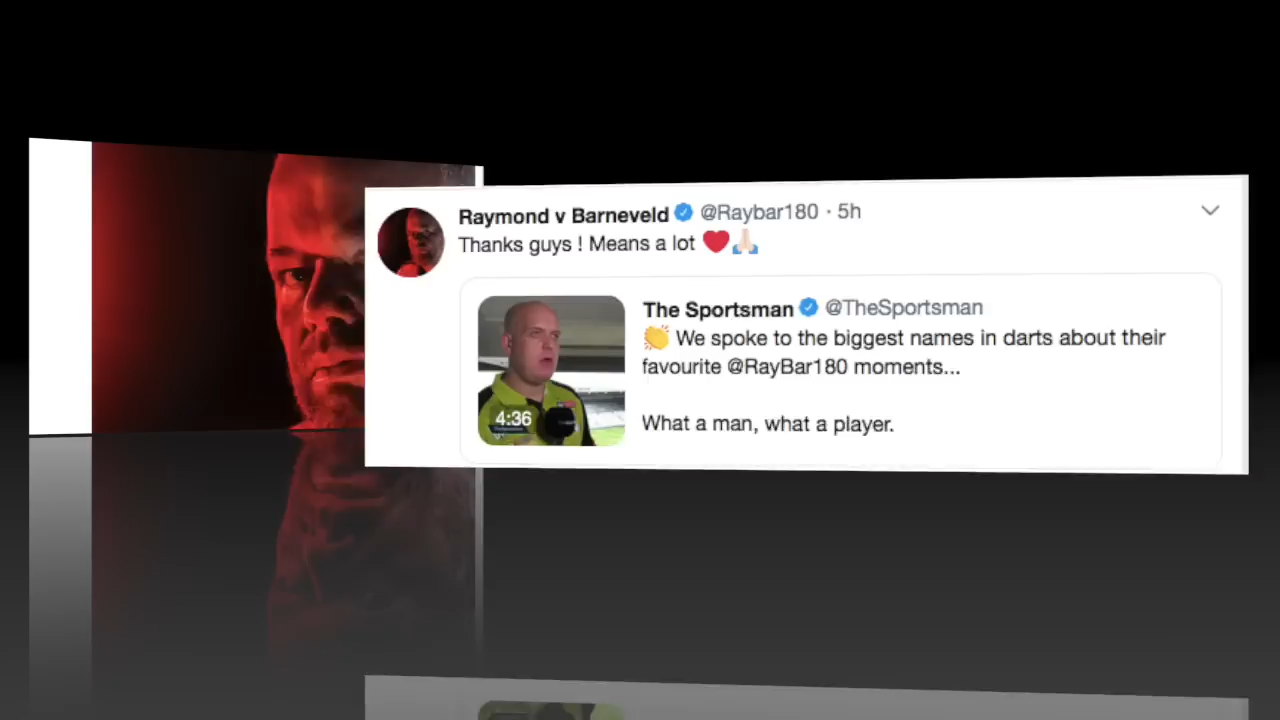 Raymond v Barneveld @Raybar180 · 5h
Thanks guys ! Means a lot ❤️🙏🏻
The Sportsman @TheSportsman
👏 We spoke to the biggest names in darts about their
favourite @RayBar180 moments...
What a man, what a player.
4:36